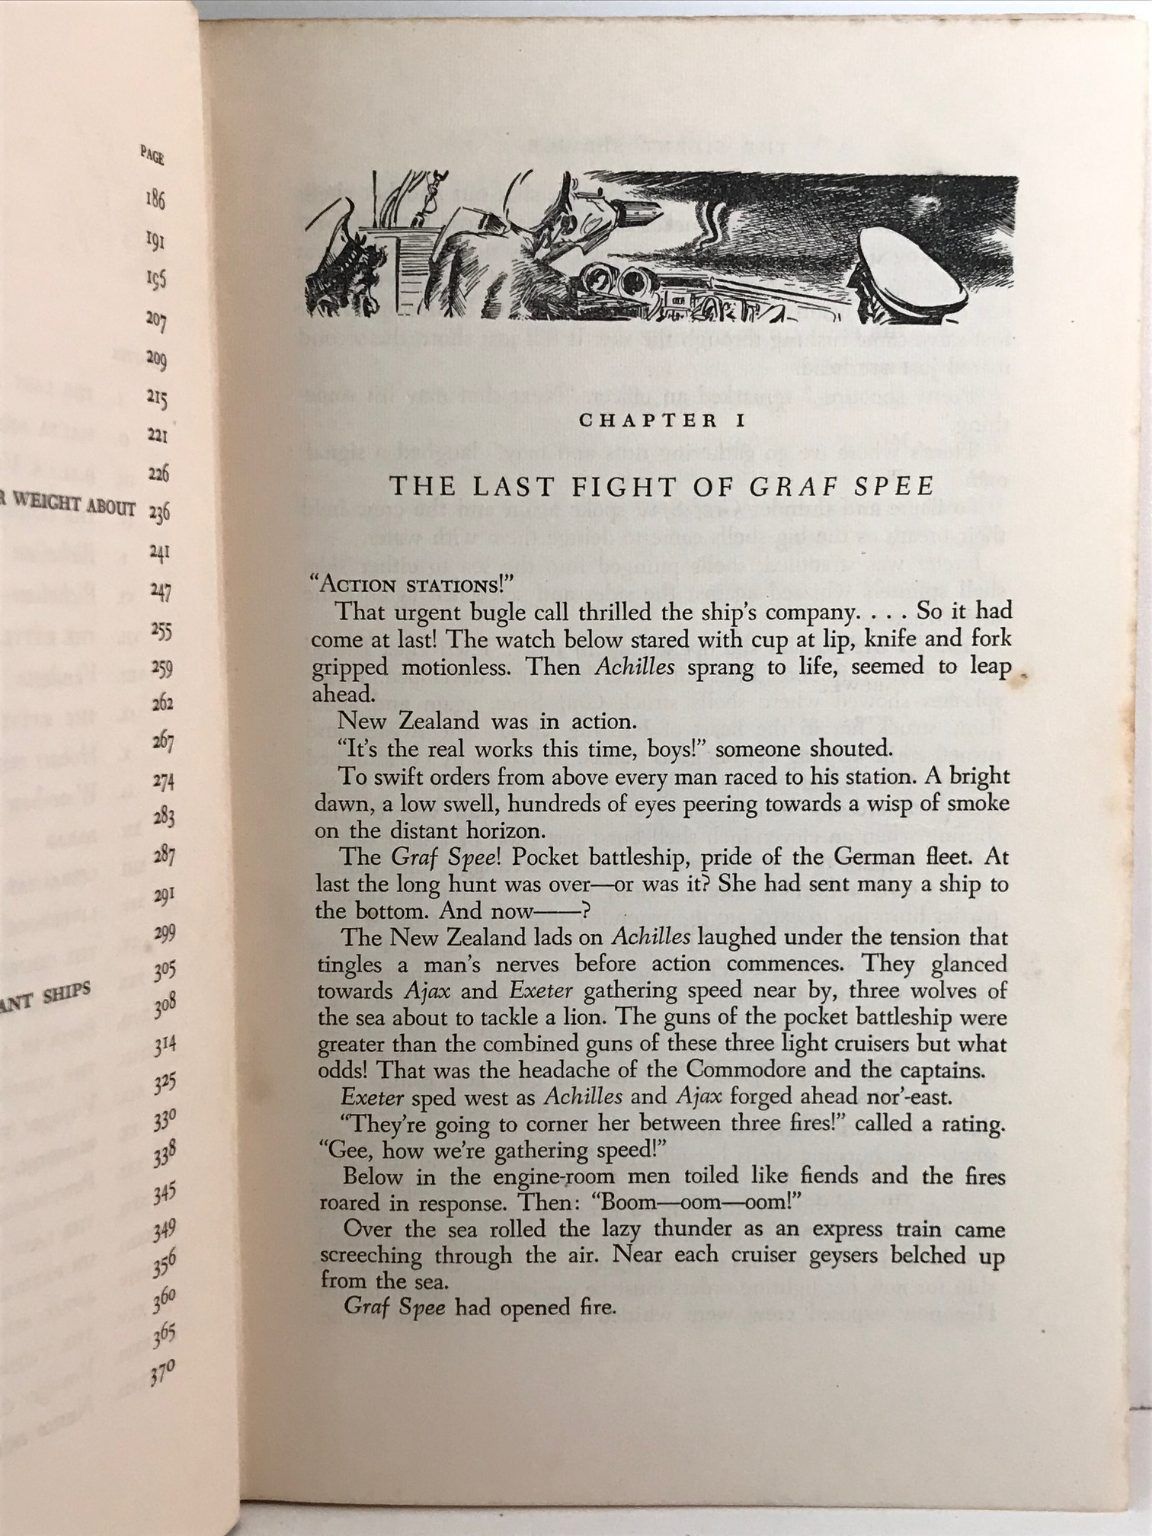 PAGE
186
191
195
207
209
215
221
226
R WEIGHT ABOUT 236
241
247
255
259
262
267
274
283
287
291
299
305
ANT SHIPS 308
314
325
330
338
345
349
356
360
365
370
CHAPTER I
THE LAST FIGHT OF GRAF SPEE
“ACTION STATIONS!”
That urgent bugle call thrilled the ship’s company. . . . So it had
come at last! The watch below stared with cup at lip, knife and fork
gripped motionless. Then Achilles sprang to life, seemed to leap
ahead.
New Zealand was in action.
“It’s the real works this time, boys!” someone shouted.
To swift orders from above every man raced to his station. A bright
dawn, a low swell, hundreds of eyes peering towards a wisp of smoke
on the distant horizon.
The Graf Spee! Pocket battleship, pride of the German fleet. At
last the long hunt was over—or was it? She had sent many a ship to
the bottom. And now——?
The New Zealand lads on Achilles laughed under the tension that
tingles a man’s nerves before action commences. They glanced
towards Ajax and Exeter gathering speed near by, three wolves of
the sea about to tackle a lion. The guns of the pocket battleship were
greater than the combined guns of these three light cruisers but what
odds! That was the headache of the Commodore and the captains.
Exeter sped west as Achilles and Ajax forged ahead nor’-east.
“They’re going to corner her between three fires!” called a rating.
“Gee, how we’re gathering speed!”
Below in the engine-room men toiled like fiends and the fires
roared in response. Then: “Boom—oom—oom!”
Over the sea rolled the lazy thunder as an express train came
screeching through the air. Near each cruiser geysers belched up
from the sea.
Graf Spee had opened fire.